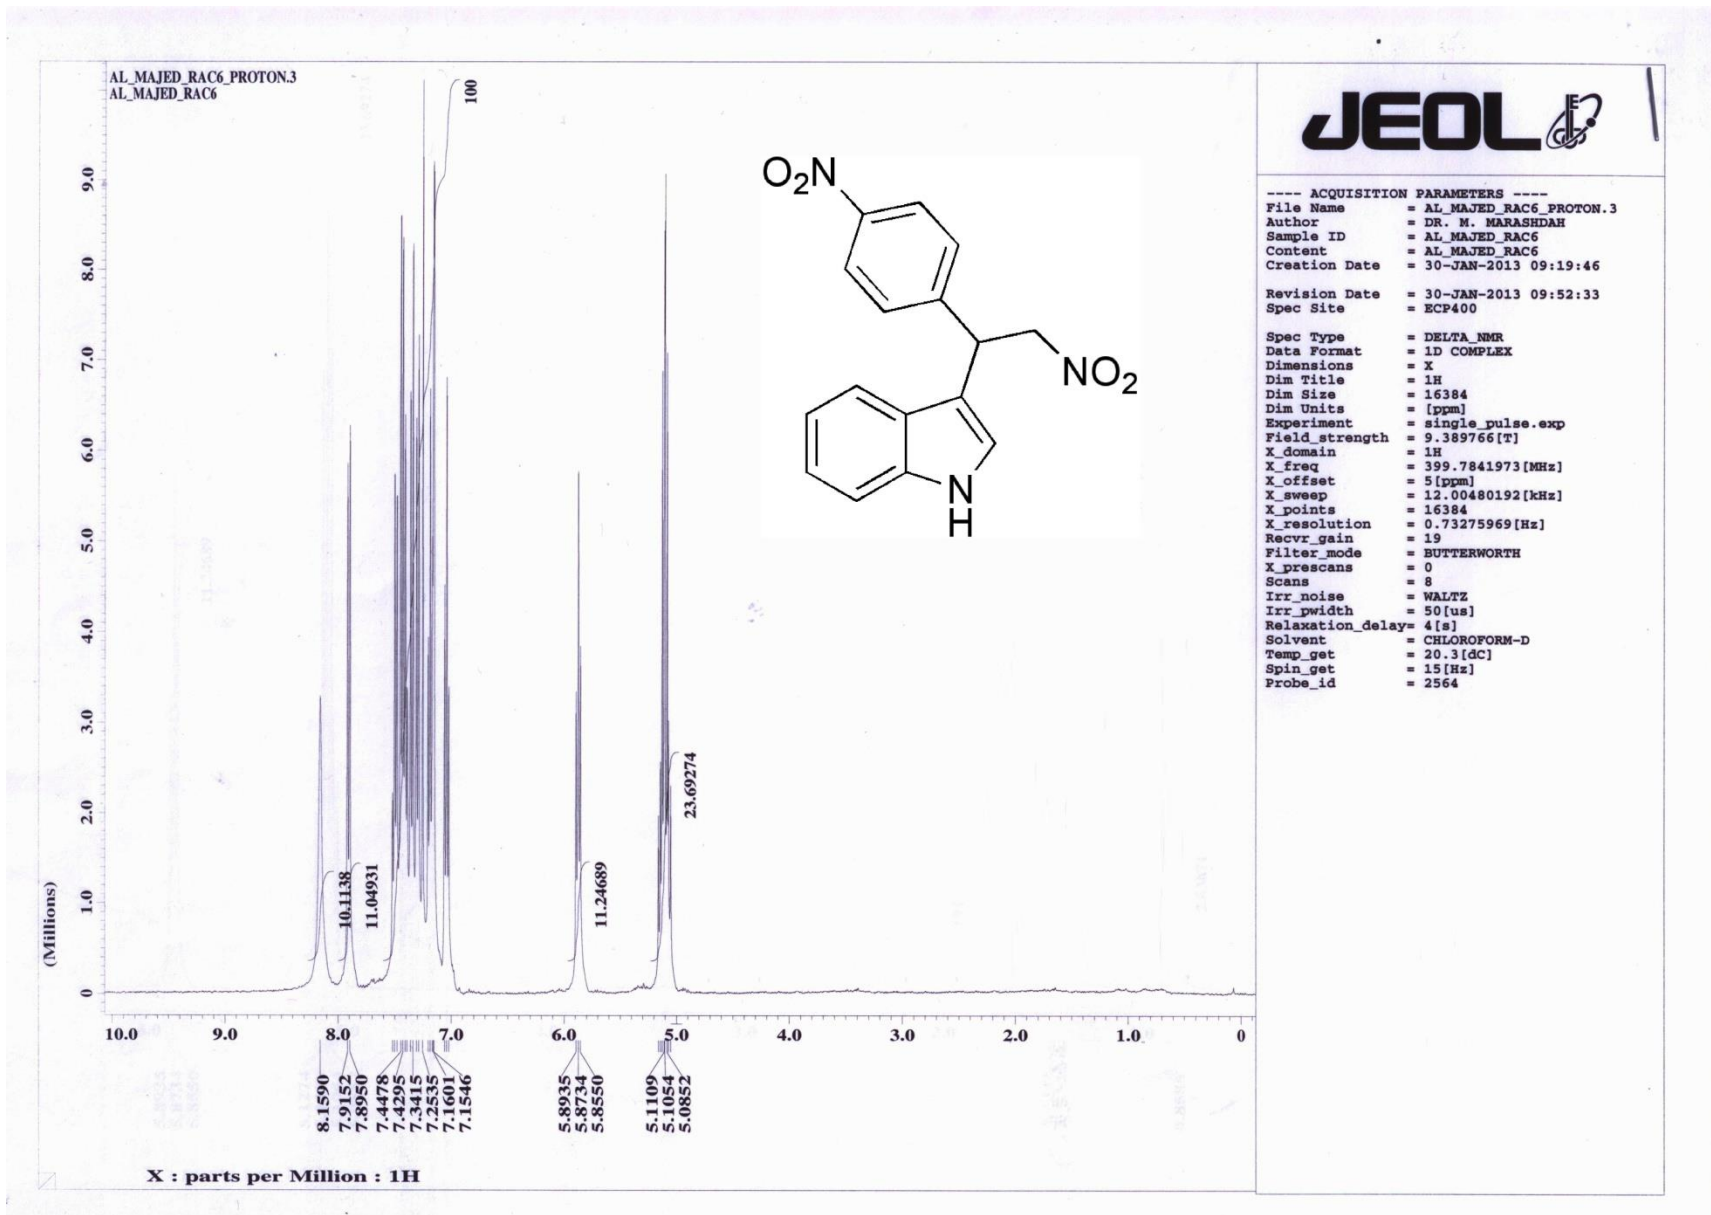 AL_MAJED_RAC6_PROTON.3
AL_MAJED_RAC6
100
10.1138
11.04931
11.24689
23.69274
(Millions)
9.0
8.0
7.0
6.0
5.0
4.0
3.0
2.0
1.0
0
10.0 9.0 8.0 7.0 6.0 5.0 4.0 3.0 2.0 1.0 0
8.1590
7.9152
7.8950
7.4478
7.4295
7.3415
7.2535
7.1601
7.1546
5.8935
5.8734
5.8550
5.1109
5.1054
5.0852
X : parts per Million : 1H
O2N
NO2
N
H
JEOL
---- ACQUISITION PARAMETERS ----
File Name = AL_MAJED_RAC6_PROTON.3
Author = DR. M. MARASHDAH
Sample ID = AL_MAJED_RAC6
Content = AL_MAJED_RAC6
Creation Date = 30-JAN-2013 09:19:46
Revision Date = 30-JAN-2013 09:52:33
Spec Site = ECP400
Spec Type = DELTA_NMR
Data Format = 1D COMPLEX
Dimensions = X
Dim Title = 1H
Dim Size = 16384
Dim Units = [ppm]
Experiment = single_pulse.exp
Field_strength = 9.389766[T]
X_domain = 1H
X_freq = 399.7841973[MHz]
X_offset = 5[ppm]
X_sweep = 12.00480192[kHz]
X_points = 16384
X_resolution = 0.73275969[Hz]
Recvr_gain = 19
Filter_mode = BUTTERWORTH
X_prescans = 0
Scans = 8
Irr_noise = WALTZ
Irr_pwidth = 50[us]
Relaxation_delay= 4[s]
Solvent = CHLOROFORM-D
Temp_get = 20.3[dC]
Spin_get = 15[Hz]
Probe_id = 2564